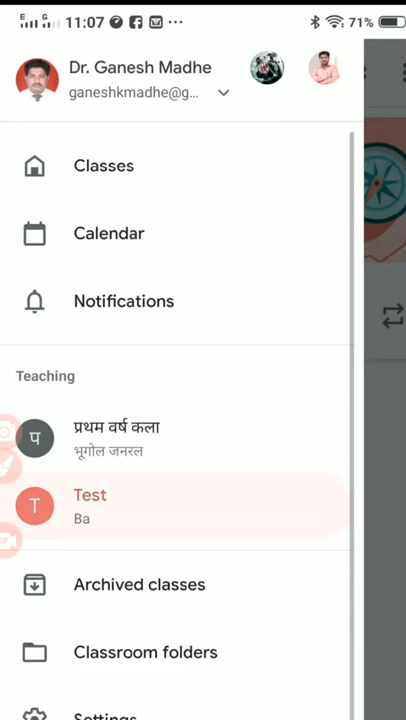 11:07 71%
Dr. Ganesh Madhe
ganeshkmadhe@g...
Classes
Calendar
Notifications
Teaching
प
प्रथम वर्ष कला
भूगोल जनरल
T
Test
Ba
Archived classes
Classroom folders
Settings